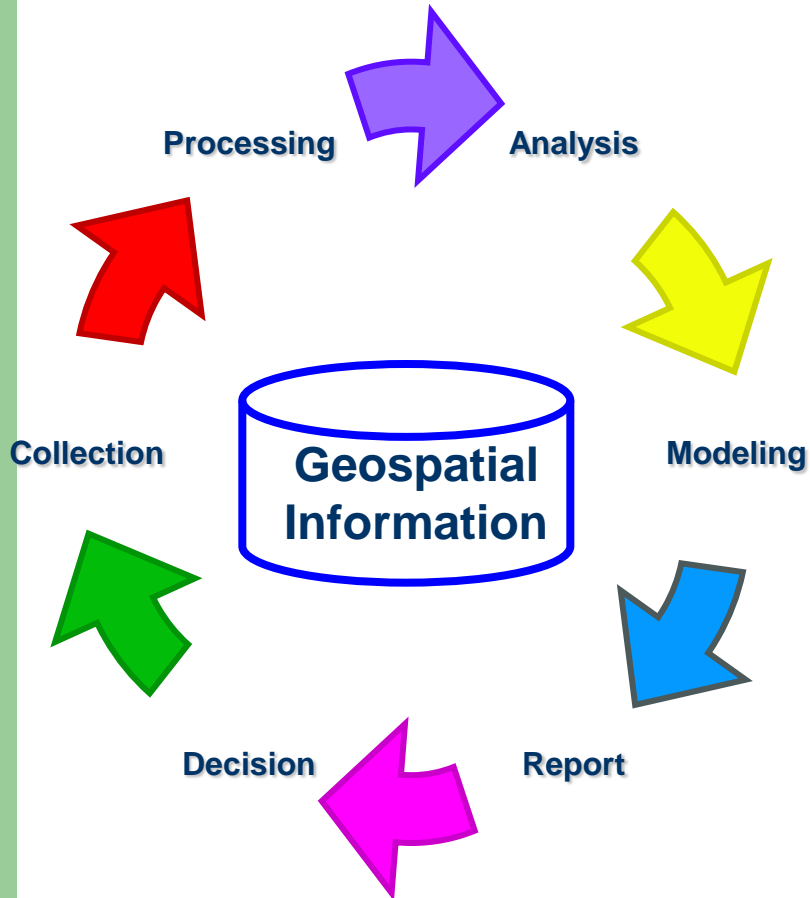 Processing
Analysis
Collection
Geospatial
Information
Modeling
Decision
Report